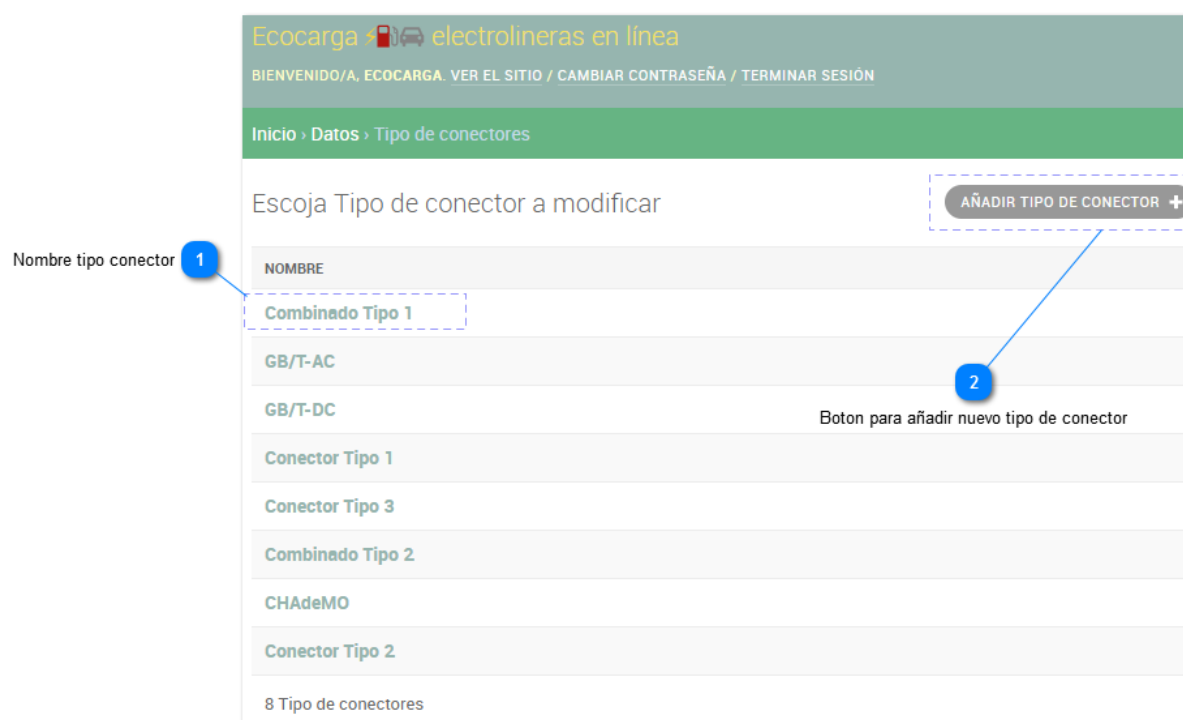 Ecocarga electrolineras en línea
BIENVENIDO/A, ECOCARGA. VER EL SITIO / CAMBIAR CONTRASEÑA / TERMINAR SESIÓN
Inicio › Datos › Tipo de conectores
Escoja Tipo de conector a modificar
AÑADIR TIPO DE CONECTOR +
Nombre tipo conector 1
NOMBRE
Combinado Tipo 1
GB/T-AC
2
GB/T-DC
Boton para añadir nuevo tipo de conector
Conector Tipo 1
Conector Tipo 3
Combinado Tipo 2
CHAdeMO
Conector Tipo 2
8 Tipo de conectores